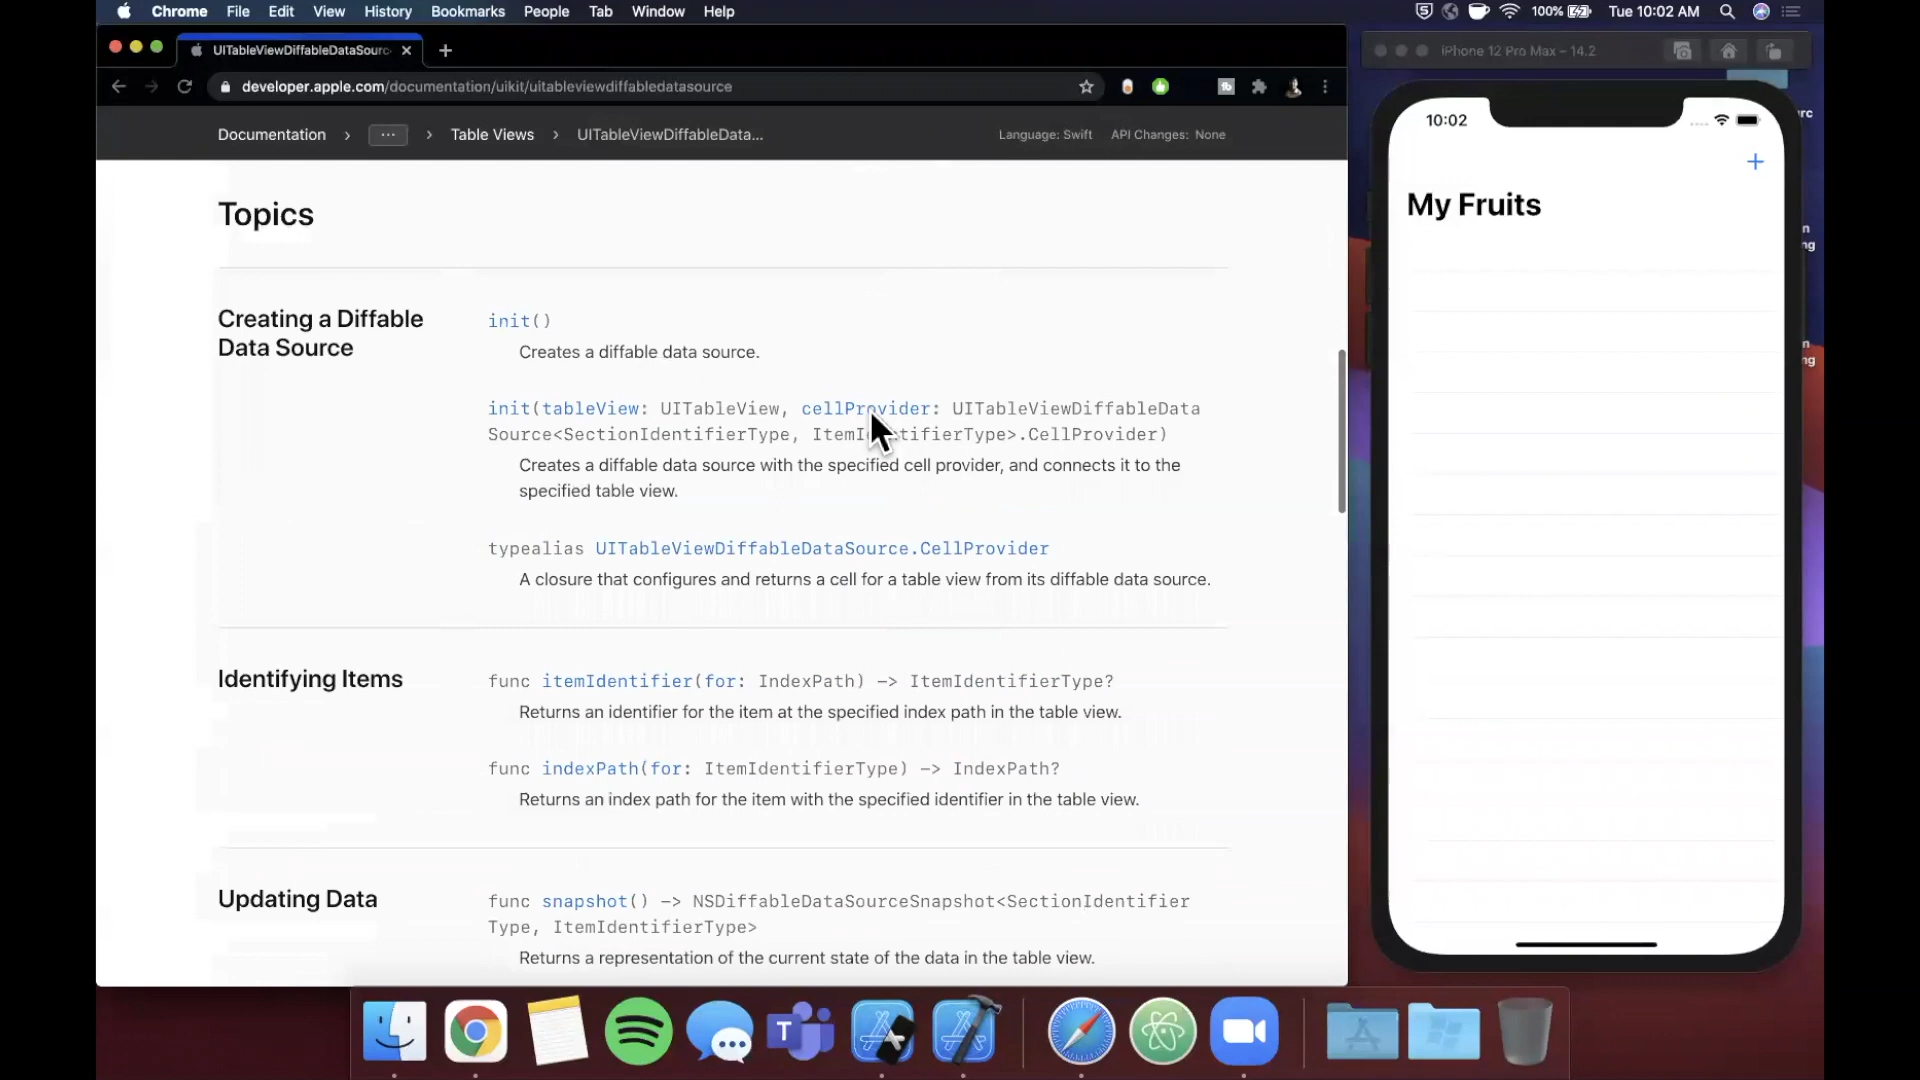 Chrome File Edit View History Bookmarks People Tab Window Help
100% Tue 10:02 AM
UITableViewDiffableDataSourc
developer.apple.com/documentation/uikit/uitableviewdiffabledatasource
Documentation > ... > Table Views > UITableViewDiffableData...
Language: Swift API Changes: None
Topics
Creating a Diffable
Data Source
init()
Creates a diffable data source.
init(tableView: UITableView, cellProvider: UITableViewDiffableData
Source<SectionIdentifierType, ItemIdentifierType>.CellProvider)
Creates a diffable data source with the specified cell provider, and connects it to the
specified table view.
typealias UITableViewDiffableDataSource.CellProvider
A closure that configures and returns a cell for a table view from its diffable data source.
Identifying Items
func itemIdentifier(for: IndexPath) -> ItemIdentifierType?
Returns an identifier for the item at the specified index path in the table view.
func indexPath(for: ItemIdentifierType) -> IndexPath?
Returns an index path for the item with the specified identifier in the table view.
Updating Data
func snapshot() -> NSDiffableDataSourceSnapshot<SectionIdentifier
Type, ItemIdentifierType>
Returns a representation of the current state of the data in the table view.
iPhone 12 Pro Max – 14.2
10:02
+
My Fruits